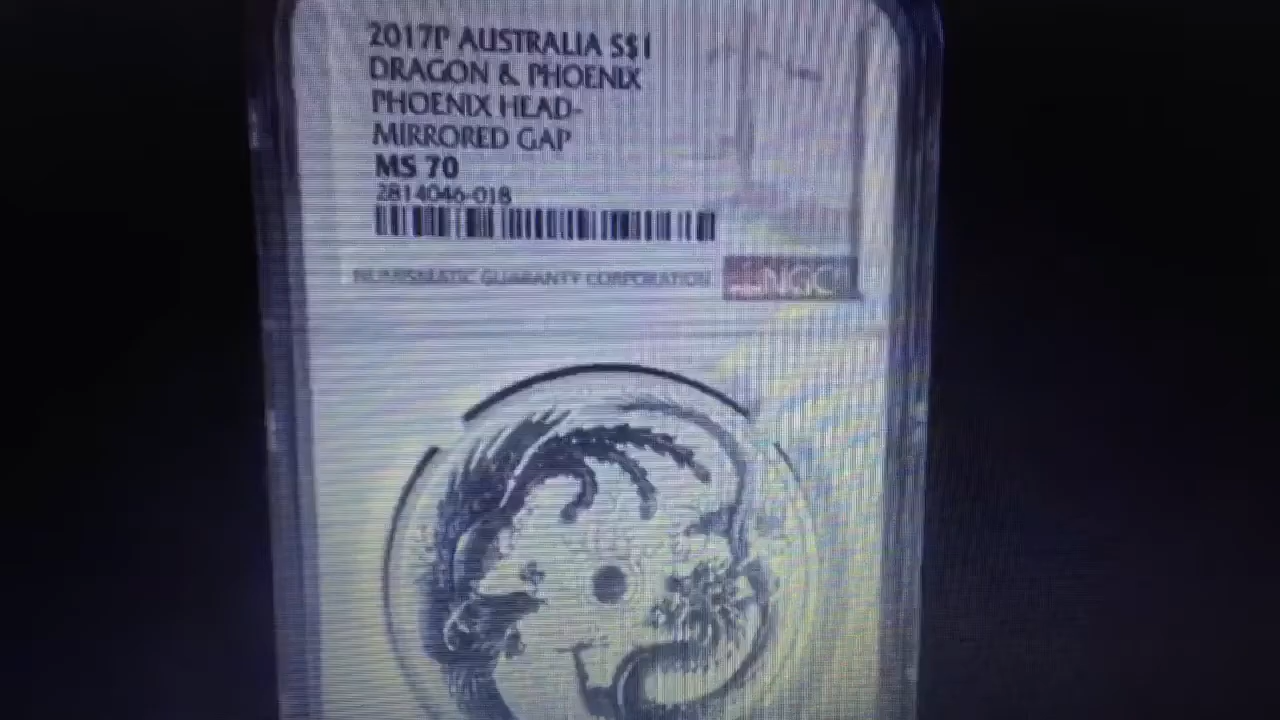 2017P AUSTRALIA S$1
DRAGON & PHOENIX
PHOENIX HEAD-
MIRRORED GAP
MS 70
2814046-018
NUMISMATIC GUARANTY CORPORATION
NGC